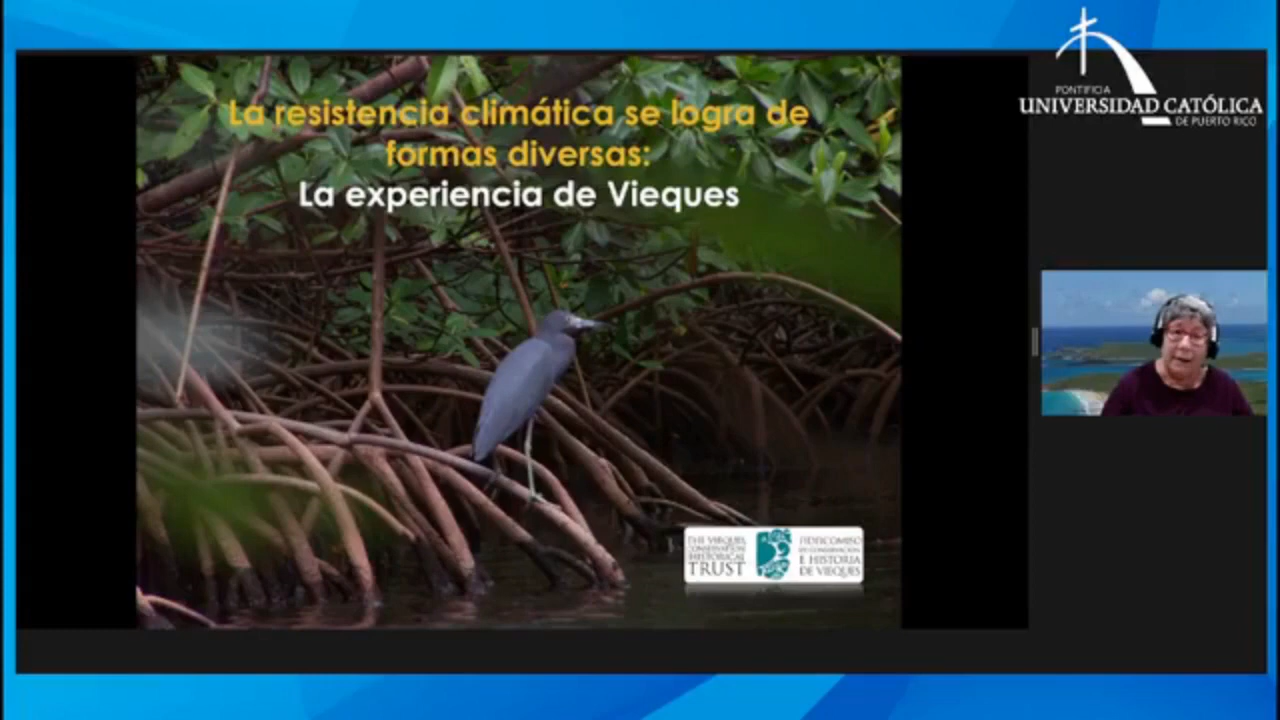 PONTIFICIA
UNIVERSIDAD CATÓLICA
DE PUERTO RICO
La resistencia climática se logra de
formas diversas:
La experiencia de Vieques
THE VIEQUES
CONSERVATION
HISTORICAL
TRUST
FIDEICOMISO
DE CONSERVACIÓN
E HISTORIA
DE VIEQUES